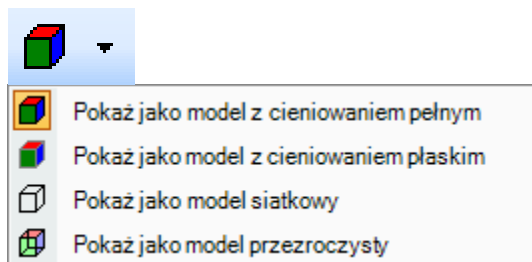 Pokaż jako model z cieniowaniem pełnym
Pokaż jako model z cieniowaniem płaskim
Pokaż jako model siatkowy
Pokaż jako model przezroczysty